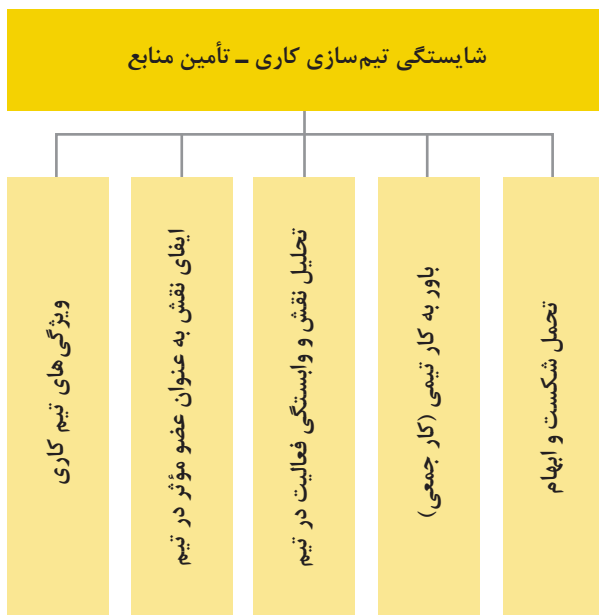 شایستگی تیم‌سازی کاری ــ تأمین منابع
تحمل شکست و ابهام
باور به کار تیمی (کار جمعی)
تحلیل نقش و وابستگی فعالیت در تیم
ایفای نقش به عنوان عضو مؤثر در تیم
ویژگی‌های تیم کاری